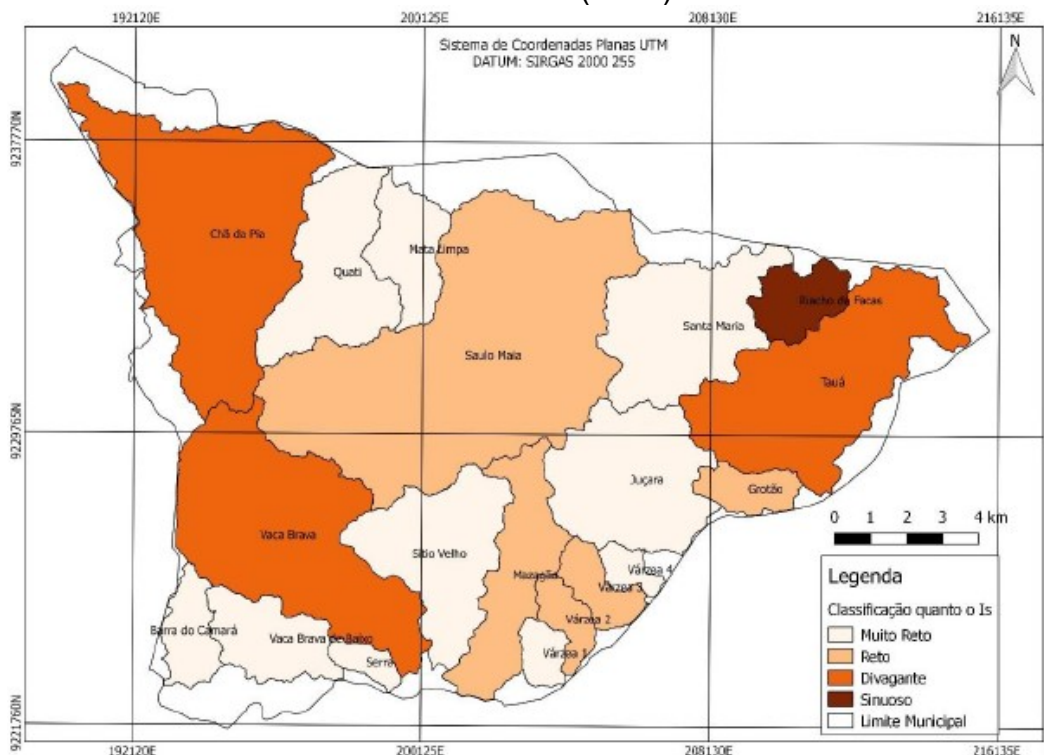 192120E
200125E
208130E
216135E
Sistema de Coordenadas Planas UTM
DATUM: SIRGAS 2000 25S
N
9237770N
Chã da Pia
Mata Limpa
Quati
Riacho de Facas
Santa Maria
Saulo Maia
Tauá
9229765N
Juçara
Grotão
Vaca Brava
Sítio Velho
0 1 2 3 4 km
Várzea 4
Mazagão
Várzea 3
Várzea 2
Barra do Câmará
Vaca Brava de Baixo
Várzea 1
Serra
Legenda
Classificação quanto o Is
Muito Reto
Reto
Divagante
Sinuoso
Limite Municipal
9221760N
192120E
200125E
208130E
216135E